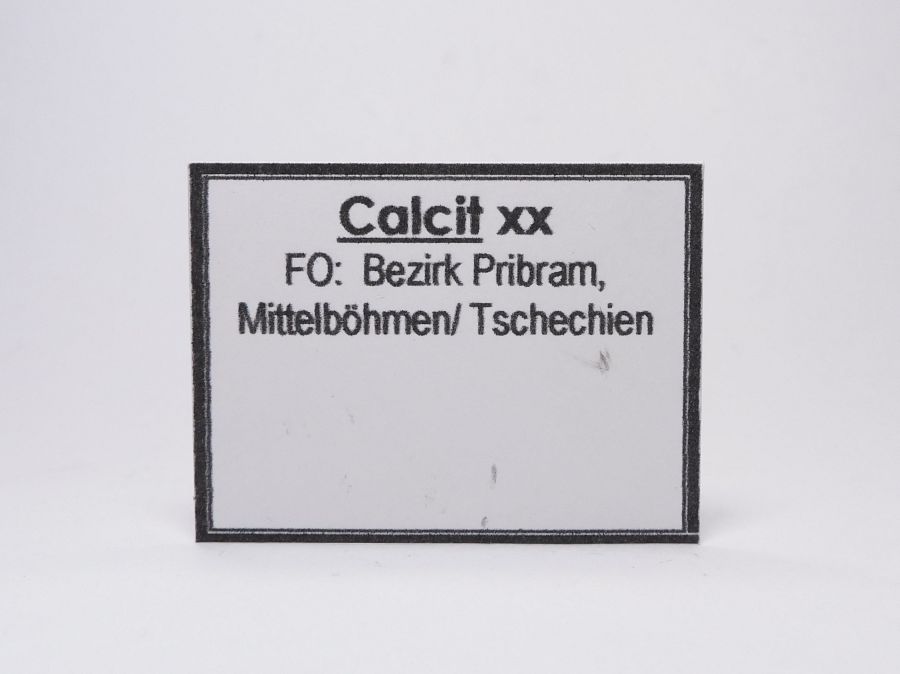 Calcit xx
FO: Bezirk Pribram,
Mittelböhmen/ Tschechien